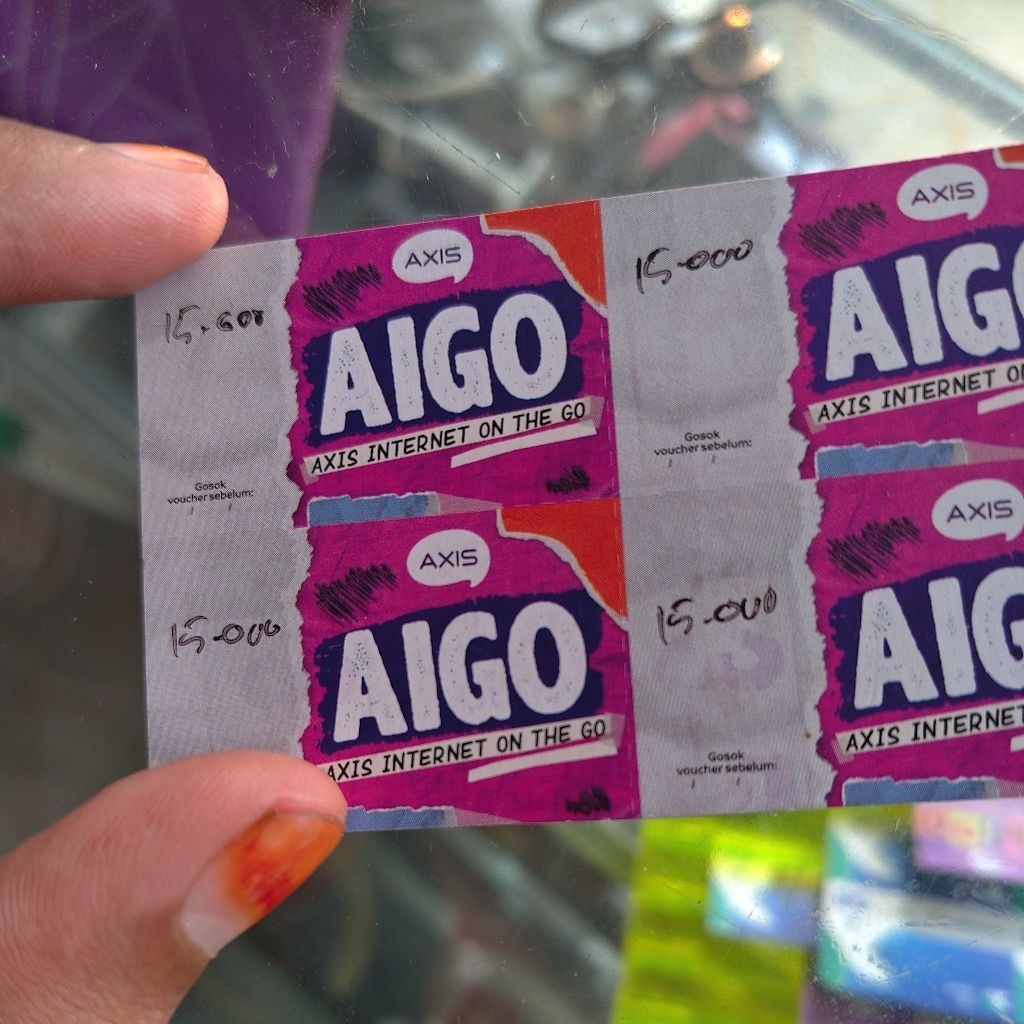 15.000
Gosok
voucher sebelum:
AXIS
AIGO
AXIS INTERNET ON THE GO
15.000
Gosok
voucher sebelum:
AXIS
AIG
AXIS INTERNET O
15.000
AXIS
AIGO
AXIS INTERNET ON THE GO
15.000
Gosok
voucher sebelum:
AXIS
AIG
AXIS INTERNET